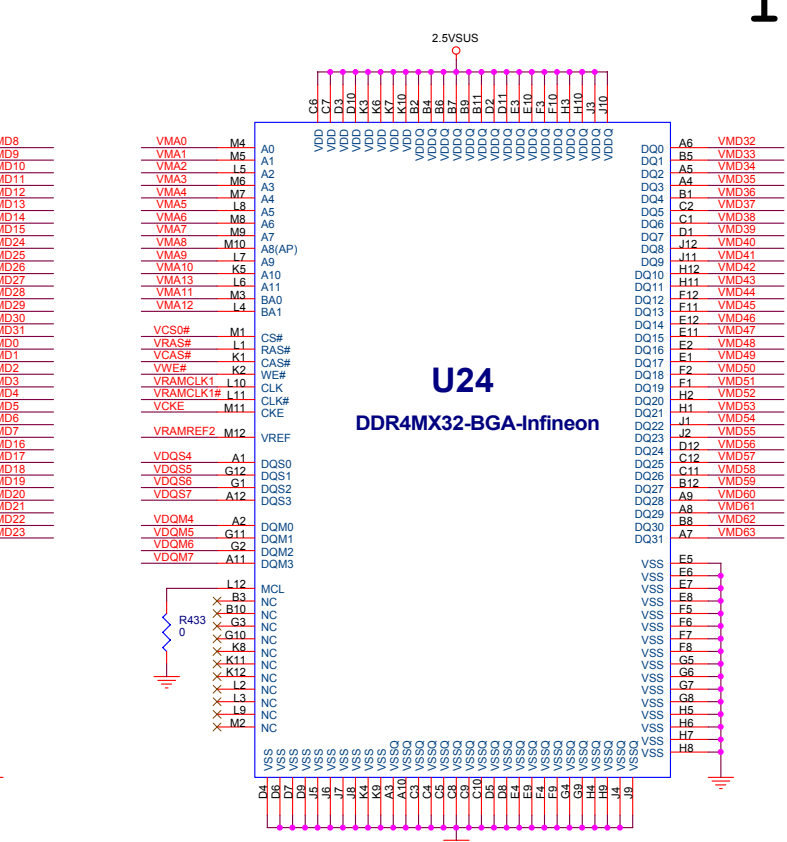 1
2.5VSUS
C6 C7 D3 D10 K3 K6 K7 K10 B2 B4 B6 B7 B9 B11 D2 D11 E3 E10 F3 F10 H3 H10 J3 J10
VDD VDD VDD VDD VDD VDD VDD VDD VDDQ VDDQ VDDQ VDDQ VDDQ VDDQ VDDQ VDDQ VDDQ VDDQ VDDQ VDDQ VDDQ VDDQ VDDQ VDDQ
MD8
MD9
MD10
MD11
MD12
MD13
MD14
MD15
MD24
MD25
MD26
MD27
MD28
MD29
MD30
MD31
MD0
MD1
MD2
MD3
MD4
MD5
MD6
MD7
MD16
MD17
MD18
MD19
MD20
MD21
MD22
MD23
VMA0 M4 A0
VMA1 M5 A1
VMA2 L5 A2
VMA3 M6 A3
VMA4 M7 A4
VMA5 L8 A5
VMA6 M8 A6
VMA7 M9 A7
VMA8 M10 A8(AP)
VMA9 L7 A9
VMA10 K5 A10
VMA13 L6 A11
VMA11 M3 BA0
VMA12 L4 BA1
VCS0# M1 CS#
VRAS# L1 RAS#
VCAS# K1 CAS#
VWE# K2 WE#
VRAMCLK1 L10 CLK
VRAMCLK1# L11 CLK#
VCKE M11 CKE
VRAMREF2 M12 VREF
VDQS4 A1 DQS0
VDQS5 G12 DQS1
VDQS6 G1 DQS2
VDQS7 A12 DQS3
VDQM4 A2 DQM0
VDQM5 G11 DQM1
VDQM6 G2 DQM2
VDQM7 A11 DQM3
L12 MCL
B3 NC
B10 NC
G3 NC
G10 NC
K8 NC
K11 NC
K12 NC
L2 NC
L3 NC
L9 NC
M2 NC
R433
0
U24
DDR4MX32-BGA-Infineon
DQ0 A6 VMD32
DQ1 B5 VMD33
DQ2 A5 VMD34
DQ3 A4 VMD35
DQ4 B1 VMD36
DQ5 C2 VMD37
DQ6 C1 VMD38
DQ7 D1 VMD39
DQ8 J12 VMD40
DQ9 J11 VMD41
DQ10 H12 VMD42
DQ11 H11 VMD43
DQ12 F12 VMD44
DQ13 F11 VMD45
DQ14 E12 VMD46
DQ15 E11 VMD47
DQ16 E2 VMD48
DQ17 E1 VMD49
DQ18 F2 VMD50
DQ19 F1 VMD51
DQ20 H2 VMD52
DQ21 H1 VMD53
DQ22 J1 VMD54
DQ23 J2 VMD55
DQ24 D12 VMD56
DQ25 C12 VMD57
DQ26 C11 VMD58
DQ27 B12 VMD59
DQ28 A9 VMD60
DQ29 A8 VMD61
DQ30 B8 VMD62
DQ31 A7 VMD63
VSS E5
VSS E6
VSS E7
VSS E8
VSS F5
VSS F6
VSS F7
VSS F8
VSS G5
VSS G6
VSS G7
VSS G8
VSS H5
VSS H6
VSS H7
VSS H8
VSS VSS VSS VSS VSS VSS VSS VSS VSS VSS VSSQ VSSQ VSSQ VSSQ VSSQ VSSQ VSSQ VSSQ VSSQ VSSQ VSSQ VSSQ VSSQ VSSQ VSSQ VSSQ VSSQ VSSQ VSSQ VSSQ
D4 D6 D7 D9 J5 J6 J7 J8 K4 K9 A3 A10 C3 C4 C5 C8 C9 C10 D5 D8 E4 E9 F4 F9 G4 G9 H4 H9 J4 J9